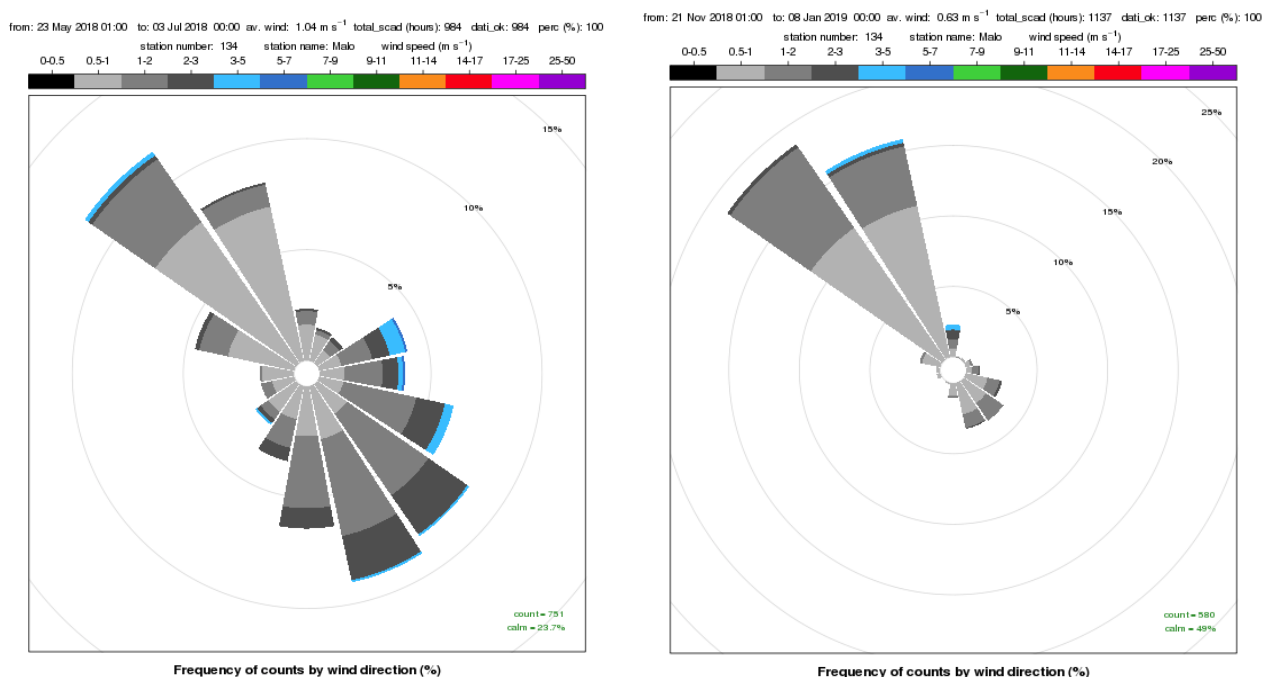 from: 23 May 2018 01:00 to: 03 Jul 2018 00:00 av. wind: 1.04 m s−1 total_scad (hours): 984 dati_ok: 984 perc (%): 100
station number: 134 station name: Malo wind speed (m s−1)
0-0.5 0.5-1 1-2 2-3 3-5 5-7 7-9 9-11 11-14 14-17 17-25 25-50
15%
10%
5%
count=751
calm = 23.7%
Frequency of counts by wind direction (%)
from: 21 Nov 2018 01:00 to: 08 Jan 2019 00:00 av. wind: 0.63 m s−1 total_scad (hours): 1137 dati_ok: 1137 perc (%): 100
station number: 134 station name: Malo wind speed (m s−1)
0-0.5 0.5-1 1-2 2-3 3-5 5-7 7-9 9-11 11-14 14-17 17-25 25-50
25%
20%
15%
10%
5%
count=580
calm = 49%
Frequency of counts by wind direction (%)